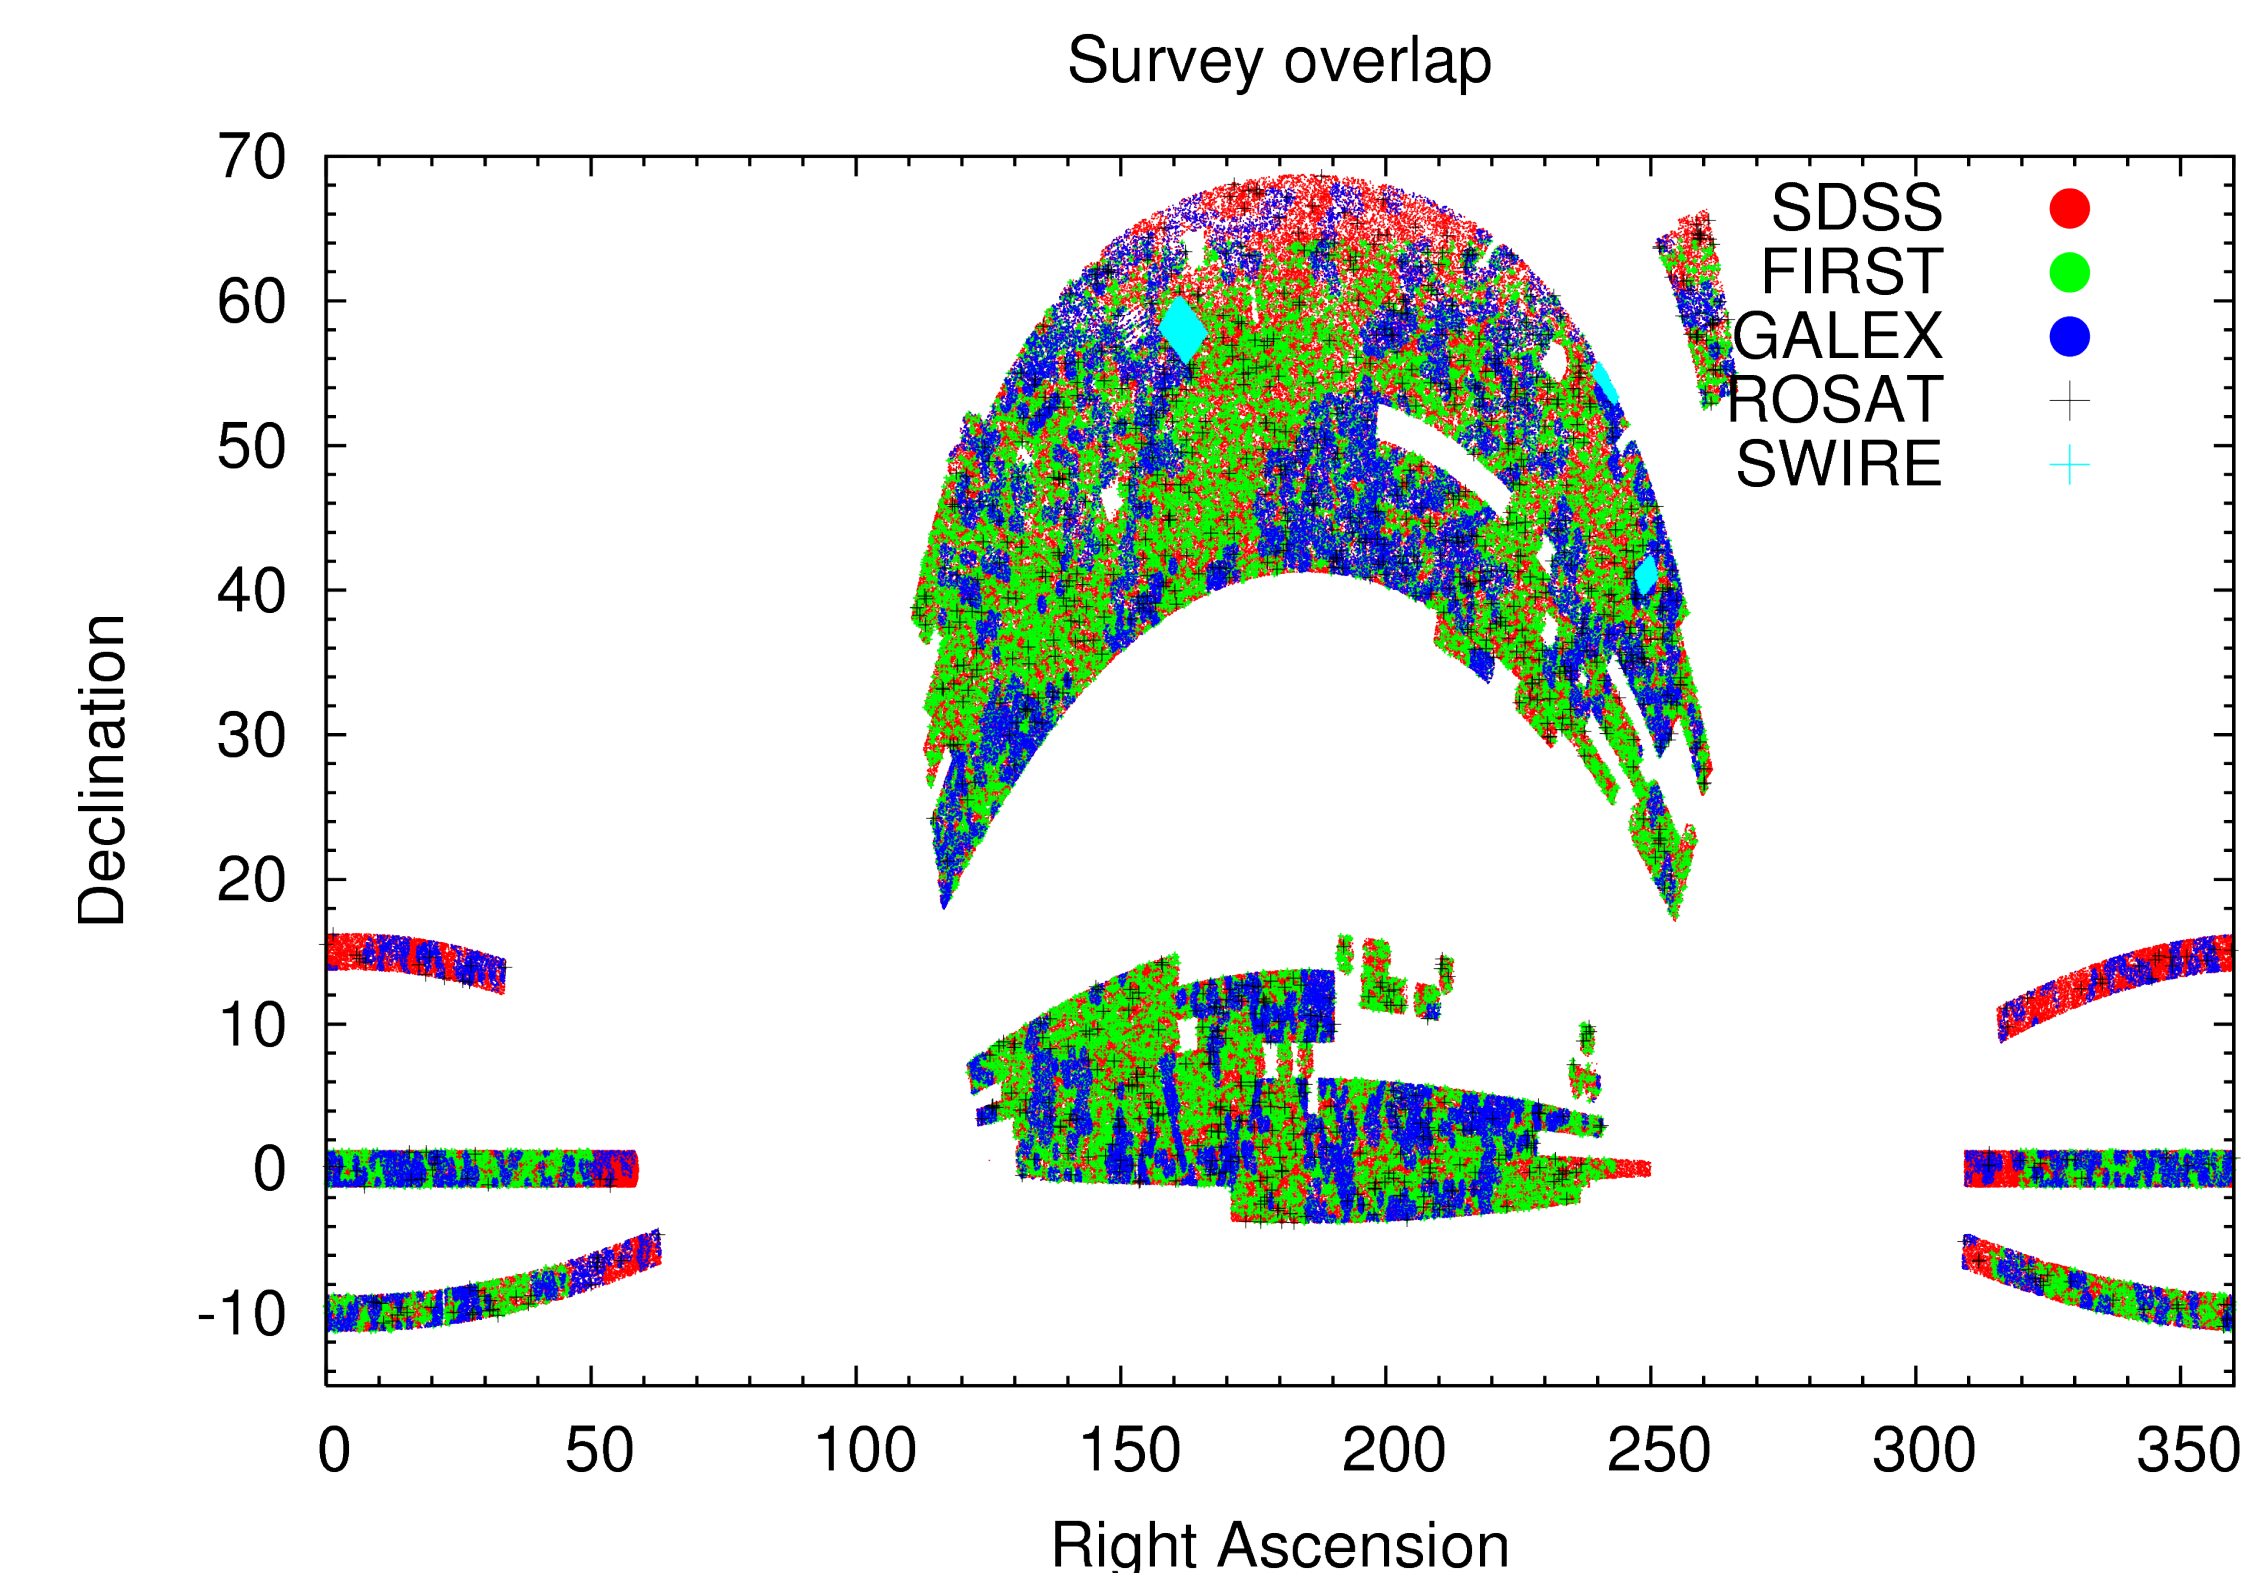 Survey overlap
70
60
50
40
30
20
10
0
-10
Declination
SDSS
FIRST
GALEX
ROSAT
SWIRE
0 50 100 150 200 250 300 350
Right Ascension